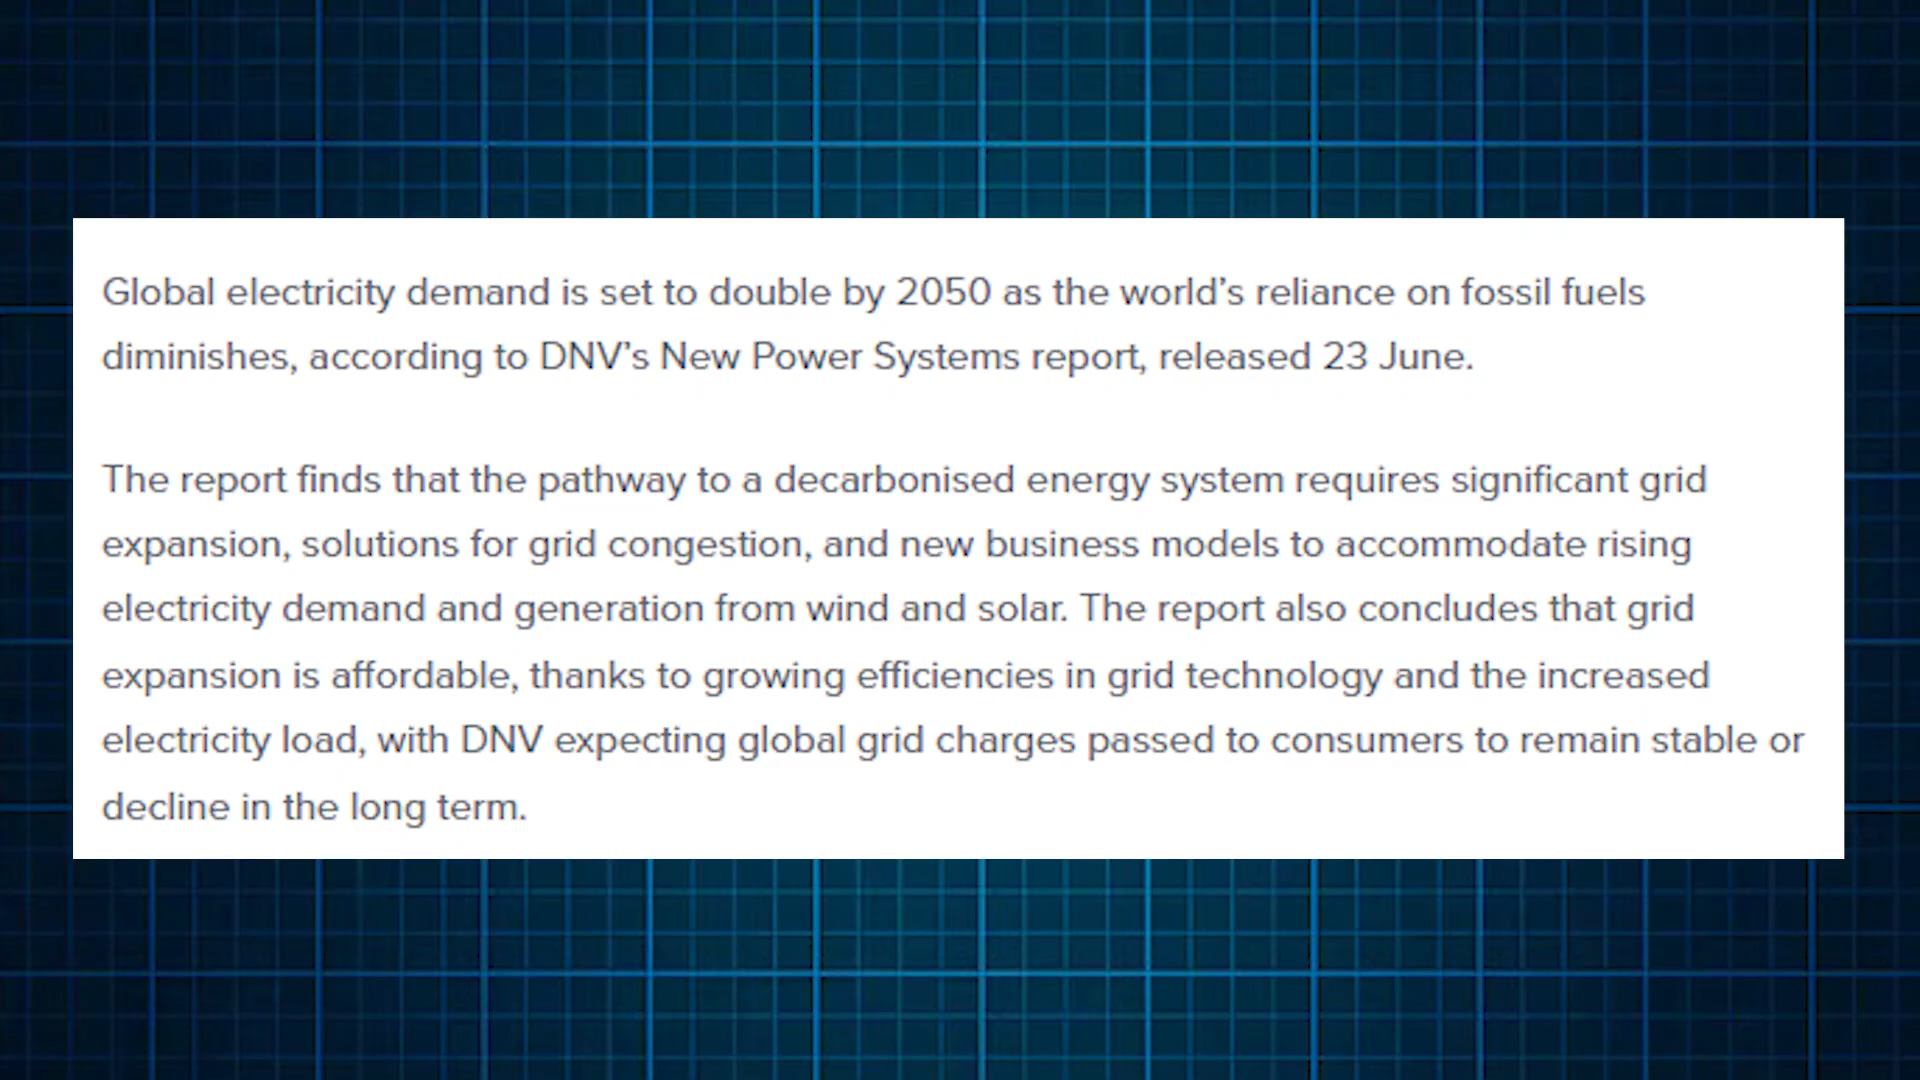 Global electricity demand is set to double by 2050 as the world’s reliance on fossil fuels
diminishes, according to DNV’s New Power Systems report, released 23 June.
The report finds that the pathway to a decarbonised energy system requires significant grid
expansion, solutions for grid congestion, and new business models to accommodate rising
electricity demand and generation from wind and solar. The report also concludes that grid
expansion is affordable, thanks to growing efficiencies in grid technology and the increased
electricity load, with DNV expecting global grid charges passed to consumers to remain stable or
decline in the long term.